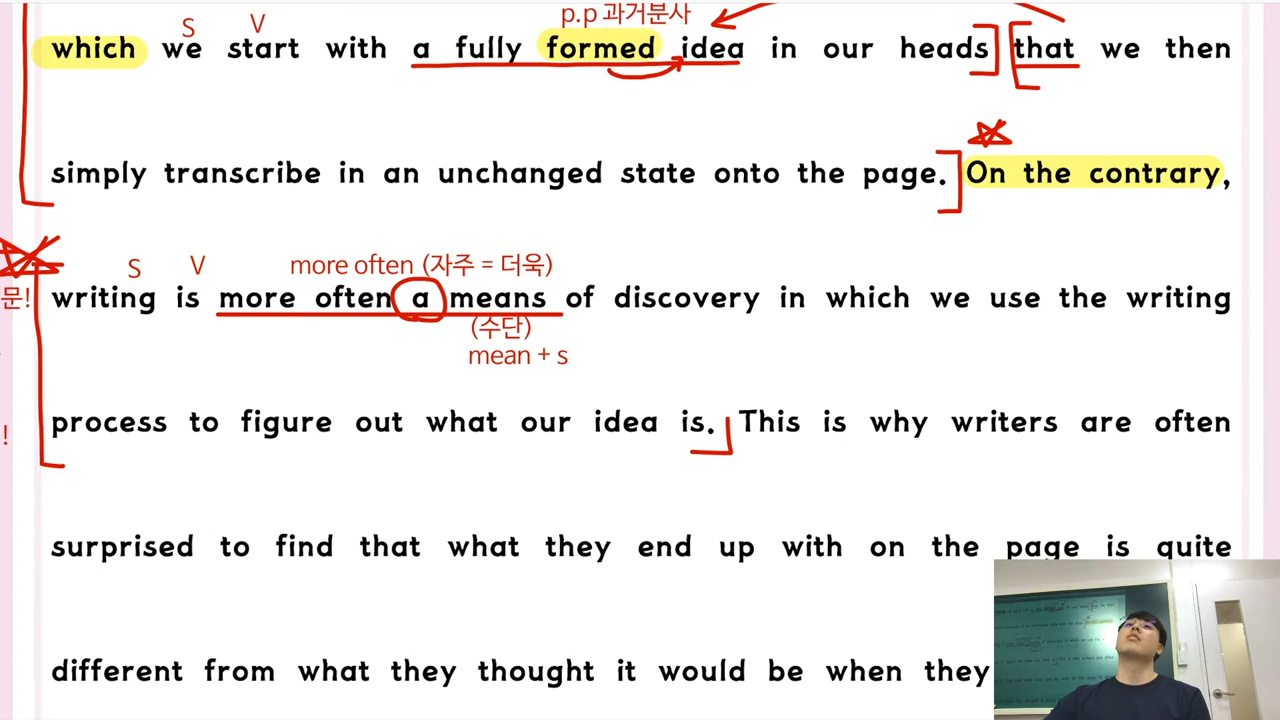 p.p 과거분사
S V
which we start with a fully formed idea in our heads that we then
simply transcribe in an unchanged state onto the page. On the contrary,
S V more often (자주 = 더욱)
문! writing is more often a means of discovery in which we use the writing
(수단)
mean + s
! process to figure out what our idea is. This is why writers are often
surprised to find that what they end up with on the page is quite
different from what they thought it would be when they